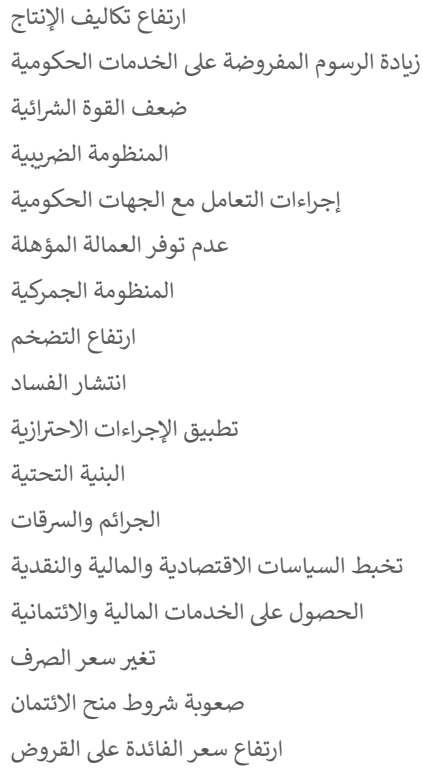 ارتفاع تكاليف الإنتاج
زيادة الرسوم المفروضة على الخدمات الحكومية
ضعف القوة الشرائية
المنظومة الضريبية
إجراءات التعامل مع الجهات الحكومية
عدم توفر العمالة المؤهلة
المنظومة الجمركية
ارتفاع التضخم
انتشار الفساد
تطبيق الإجراءات الاحترازية
البنية التحتية
الجرائم والسرقات
تخبط السياسات الاقتصادية والمالية والنقدية
الحصول على الخدمات المالية والائتمانية
تغير سعر الصرف
صعوبة شروط منح الائتمان
ارتفاع سعر الفائدة على القروض